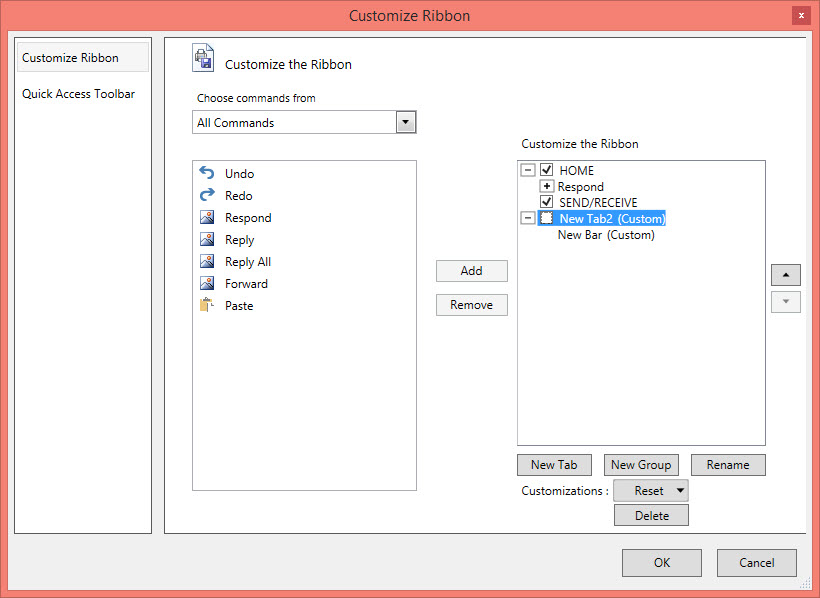 Customize Ribbon
x
Customize Ribbon
Quick Access Toolbar
Customize the Ribbon
Choose commands from
All Commands
Undo
Redo
Respond
Reply
Reply All
Forward
Paste
Add
Remove
Customize the Ribbon
HOME
Respond
SEND/RECEIVE
New Tab2 (Custom)
New Bar (Custom)
New Tab
New Group
Rename
Customizations :
Reset
Delete
OK
Cancel